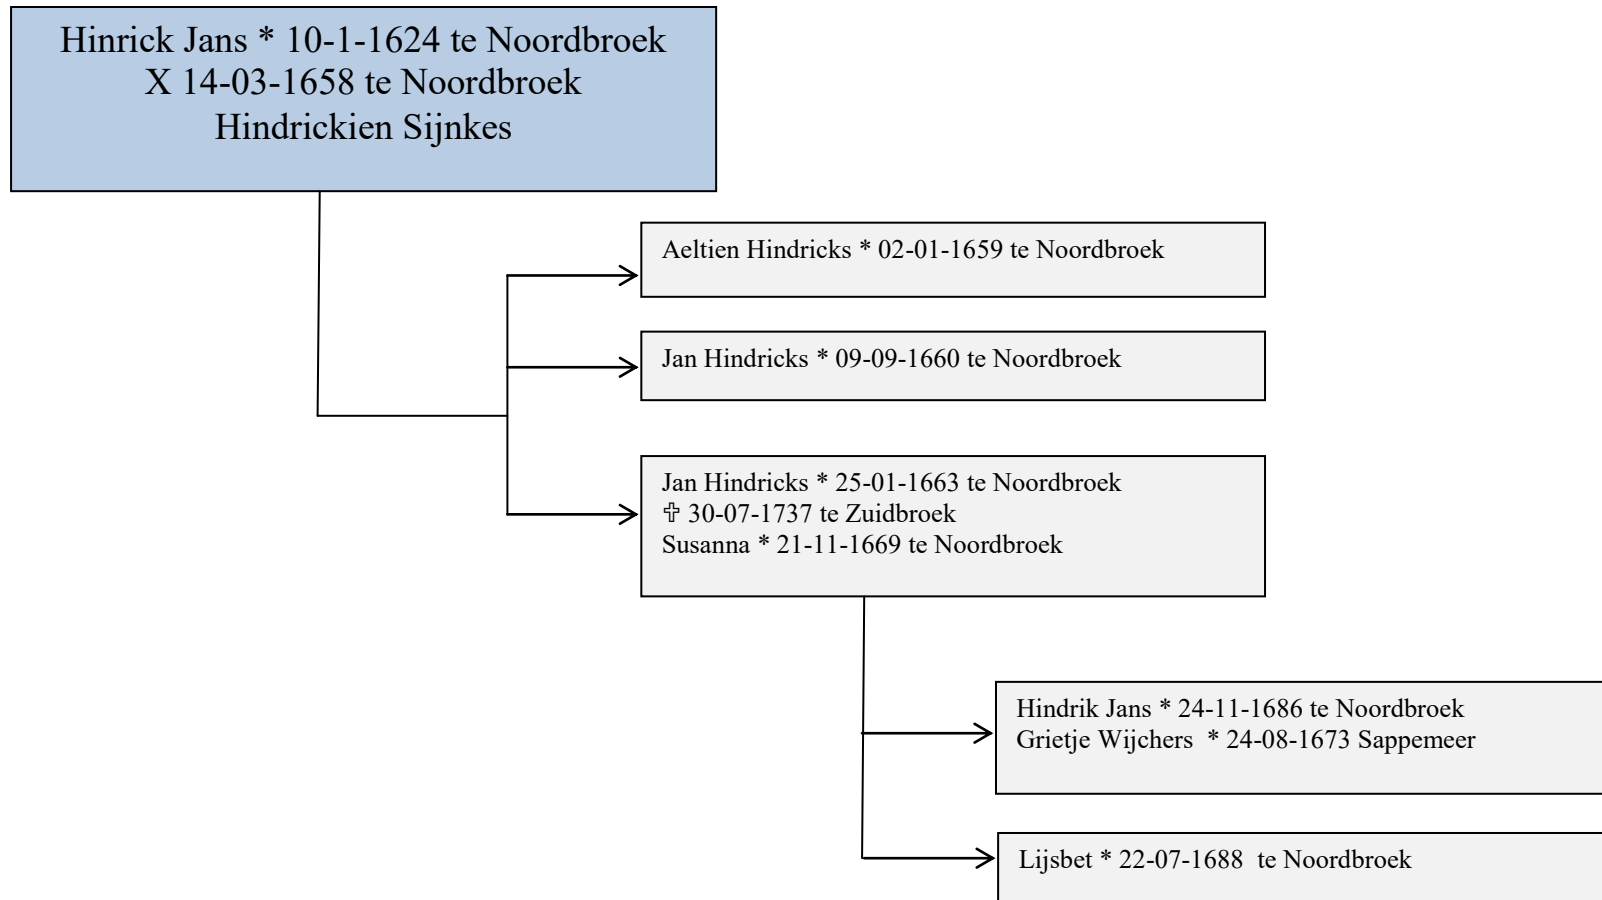 Hinrick Jans * 10-1-1624 te Noordbroek
X 14-03-1658 te Noordbroek
Hindrickien Sijnkes
Aeltien Hindricks * 02-01-1659 te Noordbroek
Jan Hindricks * 09-09-1660 te Noordbroek
Jan Hindricks * 25-01-1663 te Noordbroek
✞ 30-07-1737 te Zuidbroek
Susanna * 21-11-1669 te Noordbroek
Hindrik Jans * 24-11-1686 te Noordbroek
Grietje Wijchers  * 24-08-1673 Sappemeer
Lijsbet * 22-07-1688  te Noordbroek